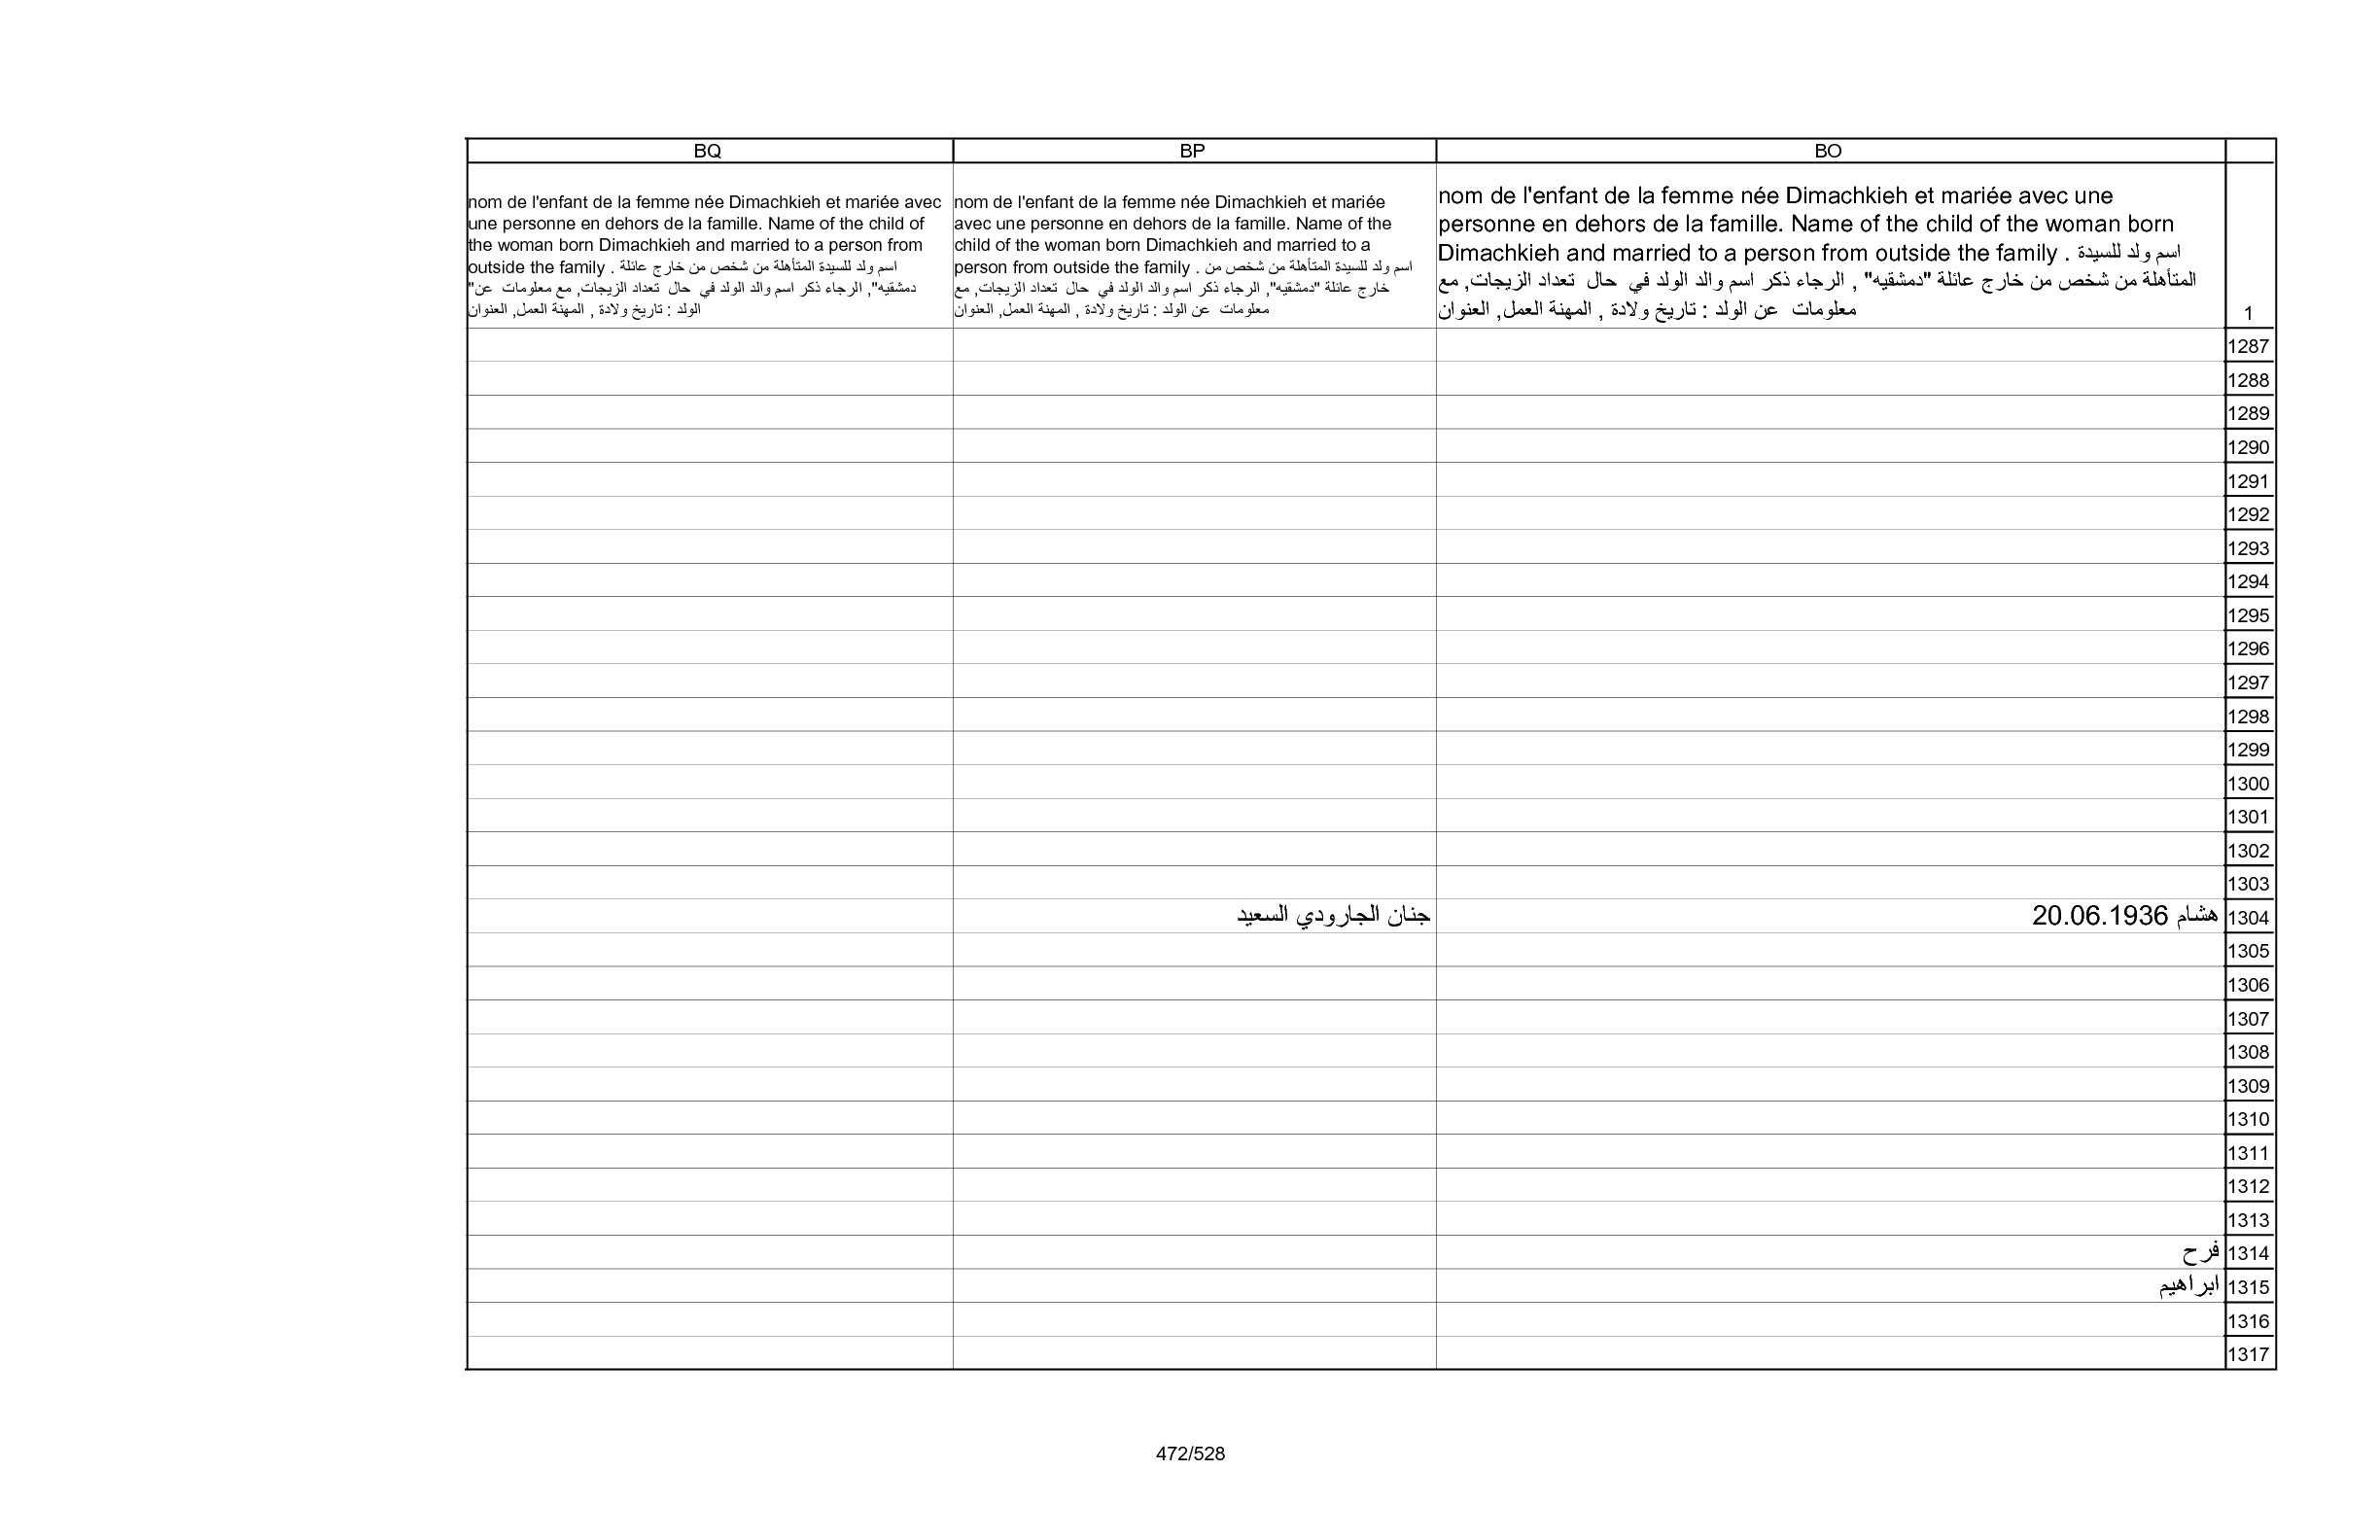 BQ BP BO
nom de l'enfant de la femme née Dimachkieh et mariée avec
une personne en dehors de la famille. Name of the child of
the woman born Dimachkieh and married to a person from
outside the family . اسم ولد للسيدة المتأهلة من شخص من خارج عائلة
"دمشقيه", الرجاء ذكر اسم والد الولد في حال تعداد الزيجات, مع معلومات عن
الولد : تاريخ ولادة , المهنة العمل, العنوان
nom de l'enfant de la femme née Dimachkieh et mariée
avec une personne en dehors de la famille. Name of the
child of the woman born Dimachkieh and married to a
person from outside the family . اسم ولد للسيدة المتأهلة من شخص من
خارج عائلة "دمشقيه", الرجاء ذكر اسم والد الولد في حال تعداد الزيجات, مع
معلومات عن الولد : تاريخ ولادة , المهنة العمل, العنوان
nom de l'enfant de la femme née Dimachkieh et mariée avec une
personne en dehors de la famille. Name of the child of the woman born
Dimachkieh and married to a person from outside the family . اسم ولد للسيدة
المتأهلة من شخص من خارج عائلة "دمشقيه" , الرجاء ذكر اسم والد الولد في حال تعداد الزيجات, مع
معلومات عن الولد : تاريخ ولادة , المهنة العمل, العنوان
1
1287
1288
1289
1290
1291
1292
1293
1294
1295
1296
1297
1298
1299
1300
1301
1302
1303
1304 هشام 20.06.1936 جنان الجارودي السعيد
1305
1306
1307
1308
1309
1310
1311
1312
1313
1314 فرح
1315 ابراهيم
1316
1317
472/528